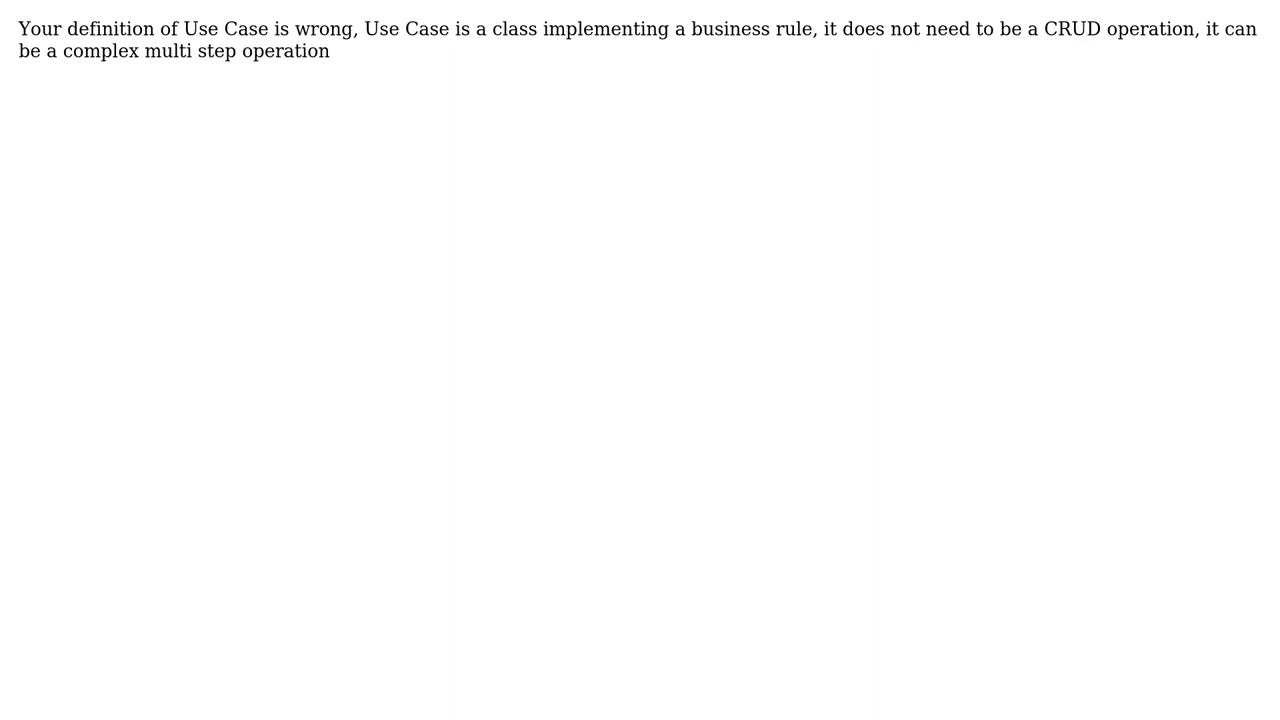 Your definition of Use Case is wrong, Use Case is a class implementing a business rule, it does not need to be a CRUD operation, it can
be a complex multi step operation